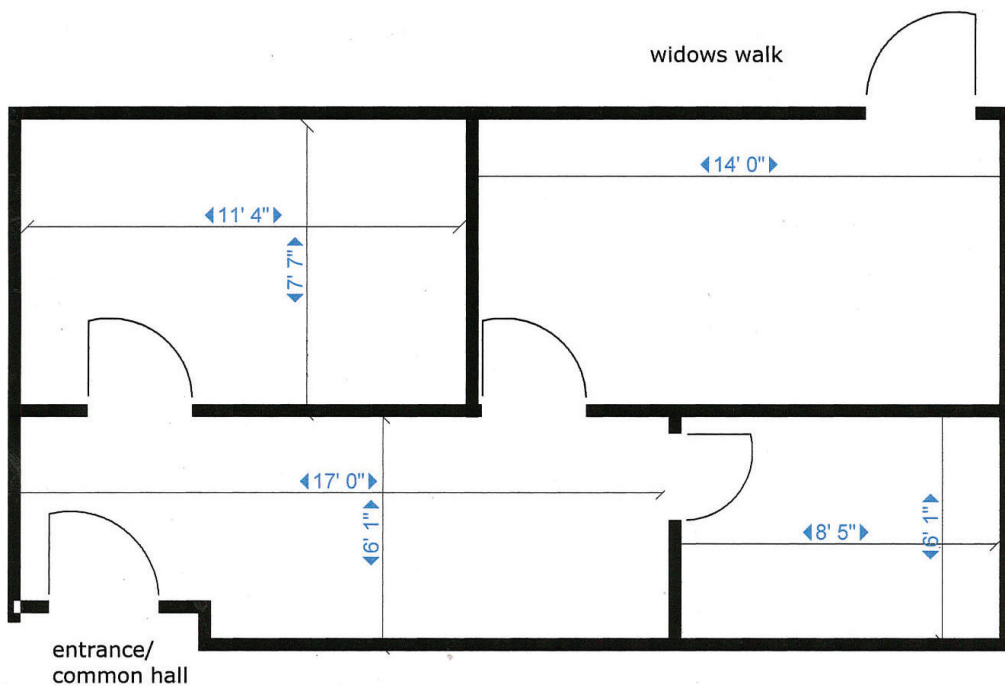 widows walk
14' 0"
11' 4"
7' 7"
17' 0"
6' 1"
8' 5"
6' 1"
entrance/
common hall